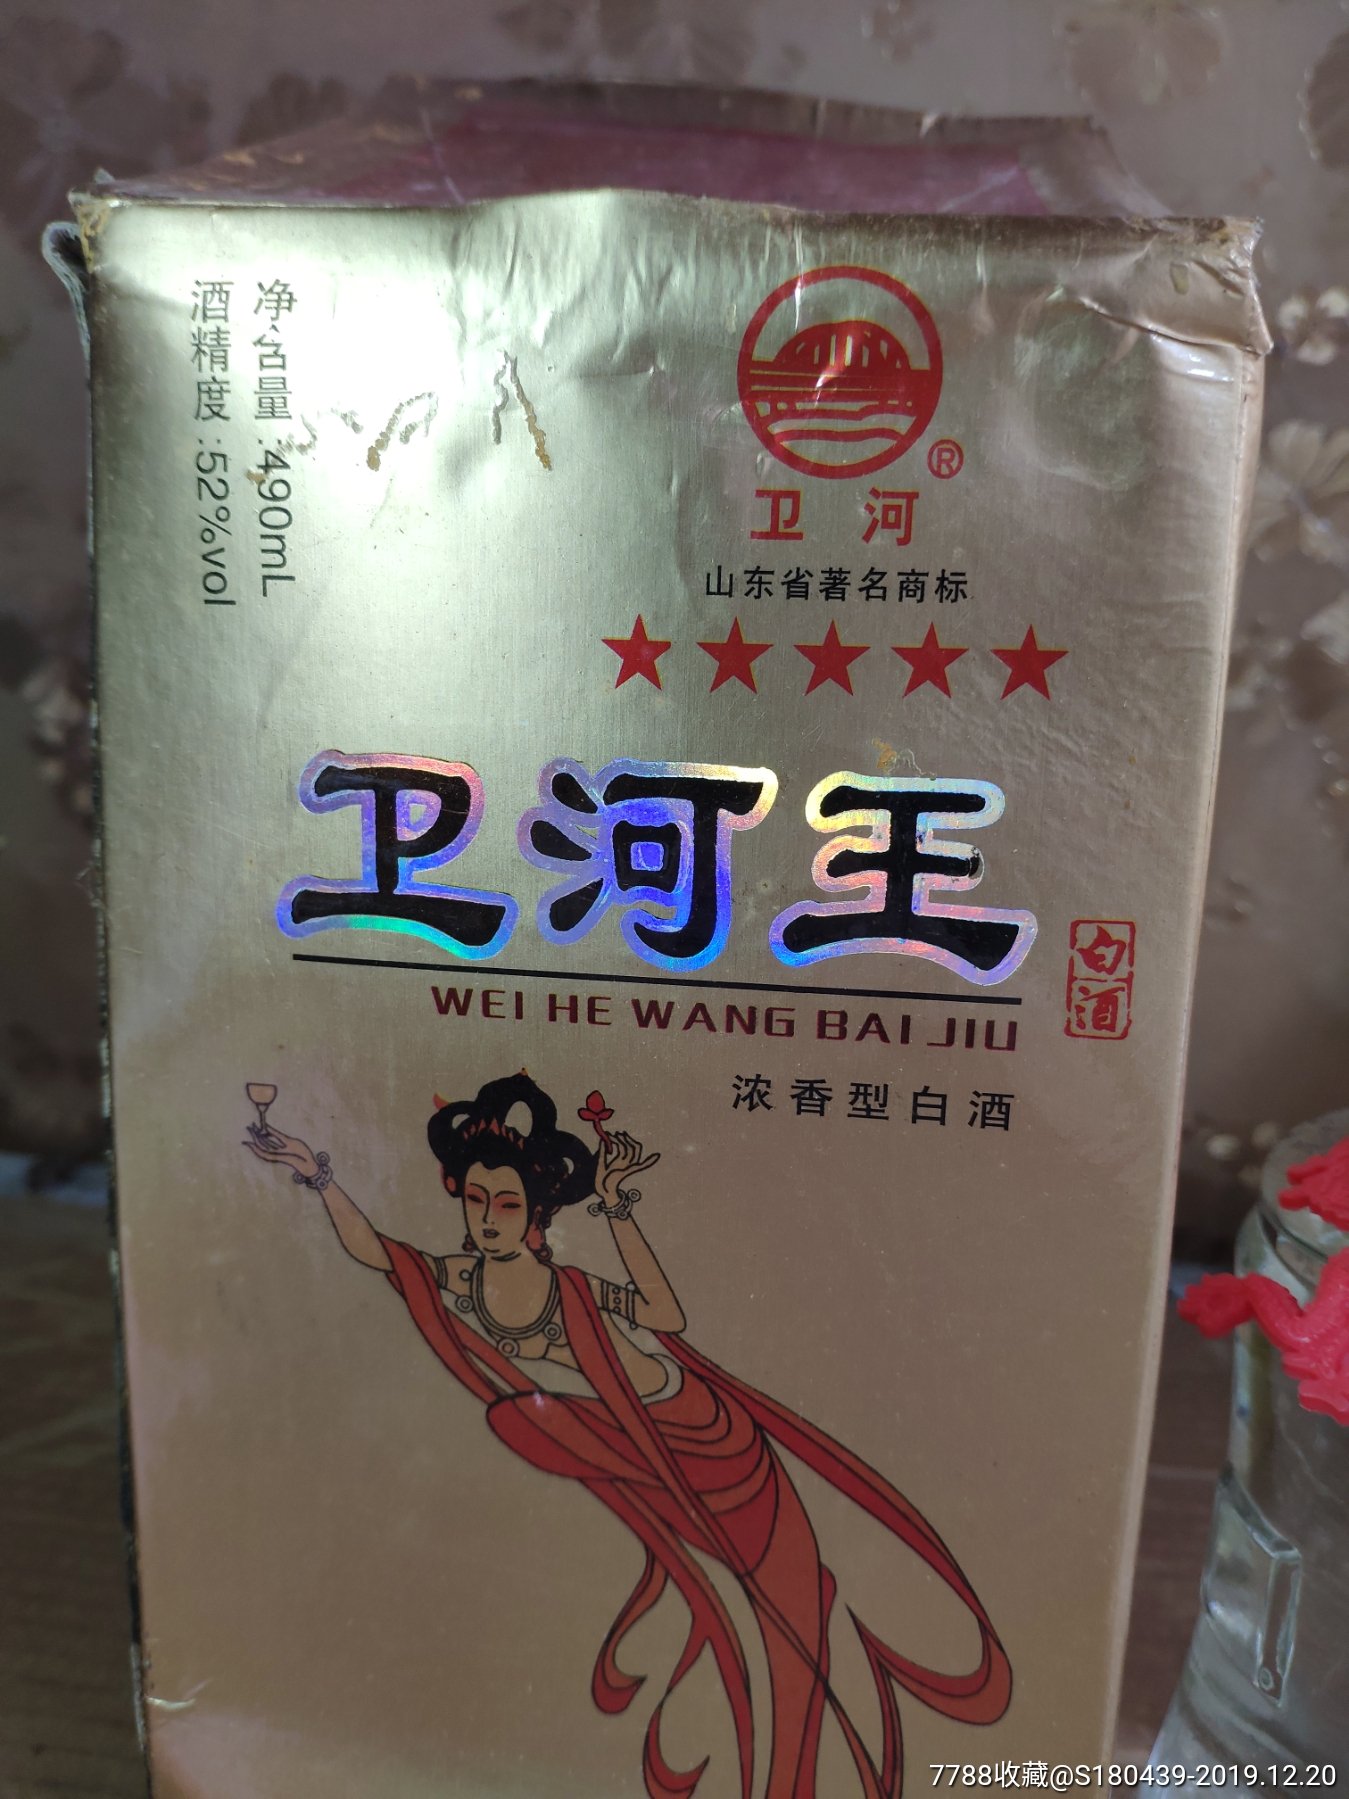 净含量:490mL
酒精度:52%vol
®
卫河
山东省著名商标
卫河王
白酒
WEI HE WANG BAI JIU
浓香型白酒
7788收藏@S180439-2019.12.20